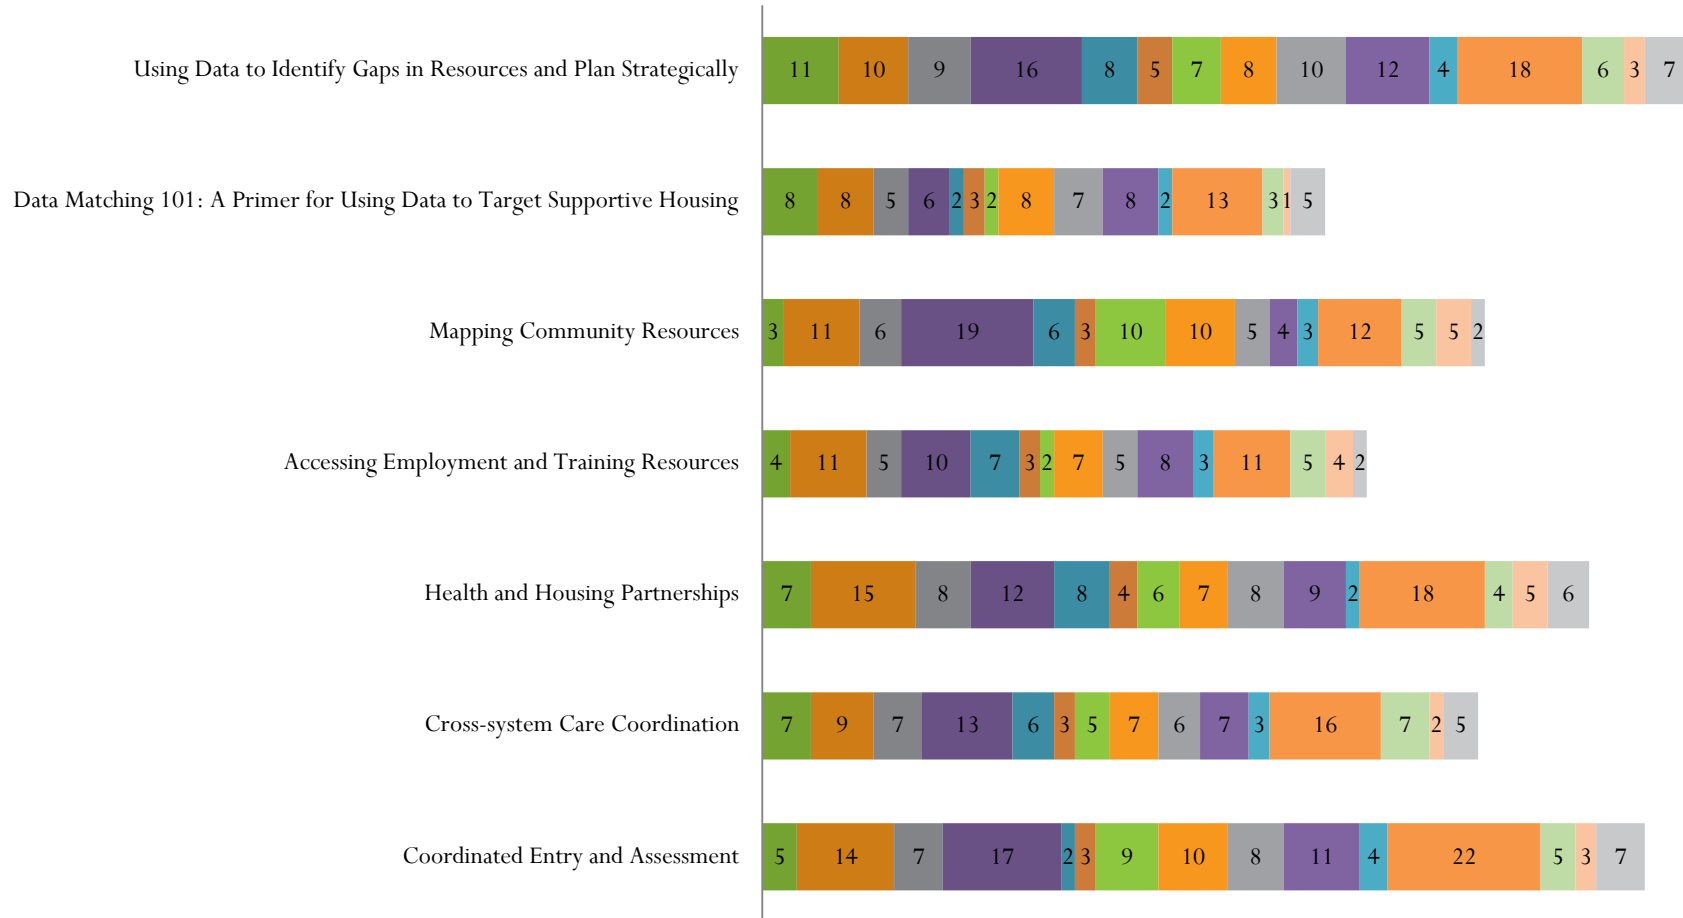 Using Data to Identify Gaps in Resources and Plan Strategically 11 10 9 16 8 5 7 8 10 12 4 18 6 3 7
Data Matching 101: A Primer for Using Data to Target Supportive Housing 8 8 5 6 2 3 2 8 7 8 2 13 3 1 5
Mapping Community Resources 3 11 6 19 6 3 10 10 5 4 3 12 5 5 2
Accessing Employment and Training Resources 4 11 5 10 7 3 2 7 5 8 3 11 5 4 2
Health and Housing Partnerships 7 15 8 12 8 4 6 7 8 9 2 18 4 5 6
Cross-system Care Coordination 7 9 7 13 6 3 5 7 6 7 3 16 7 2 5
Coordinated Entry and Assessment 5 14 7 17 2 3 9 10 8 11 4 22 5 3 7